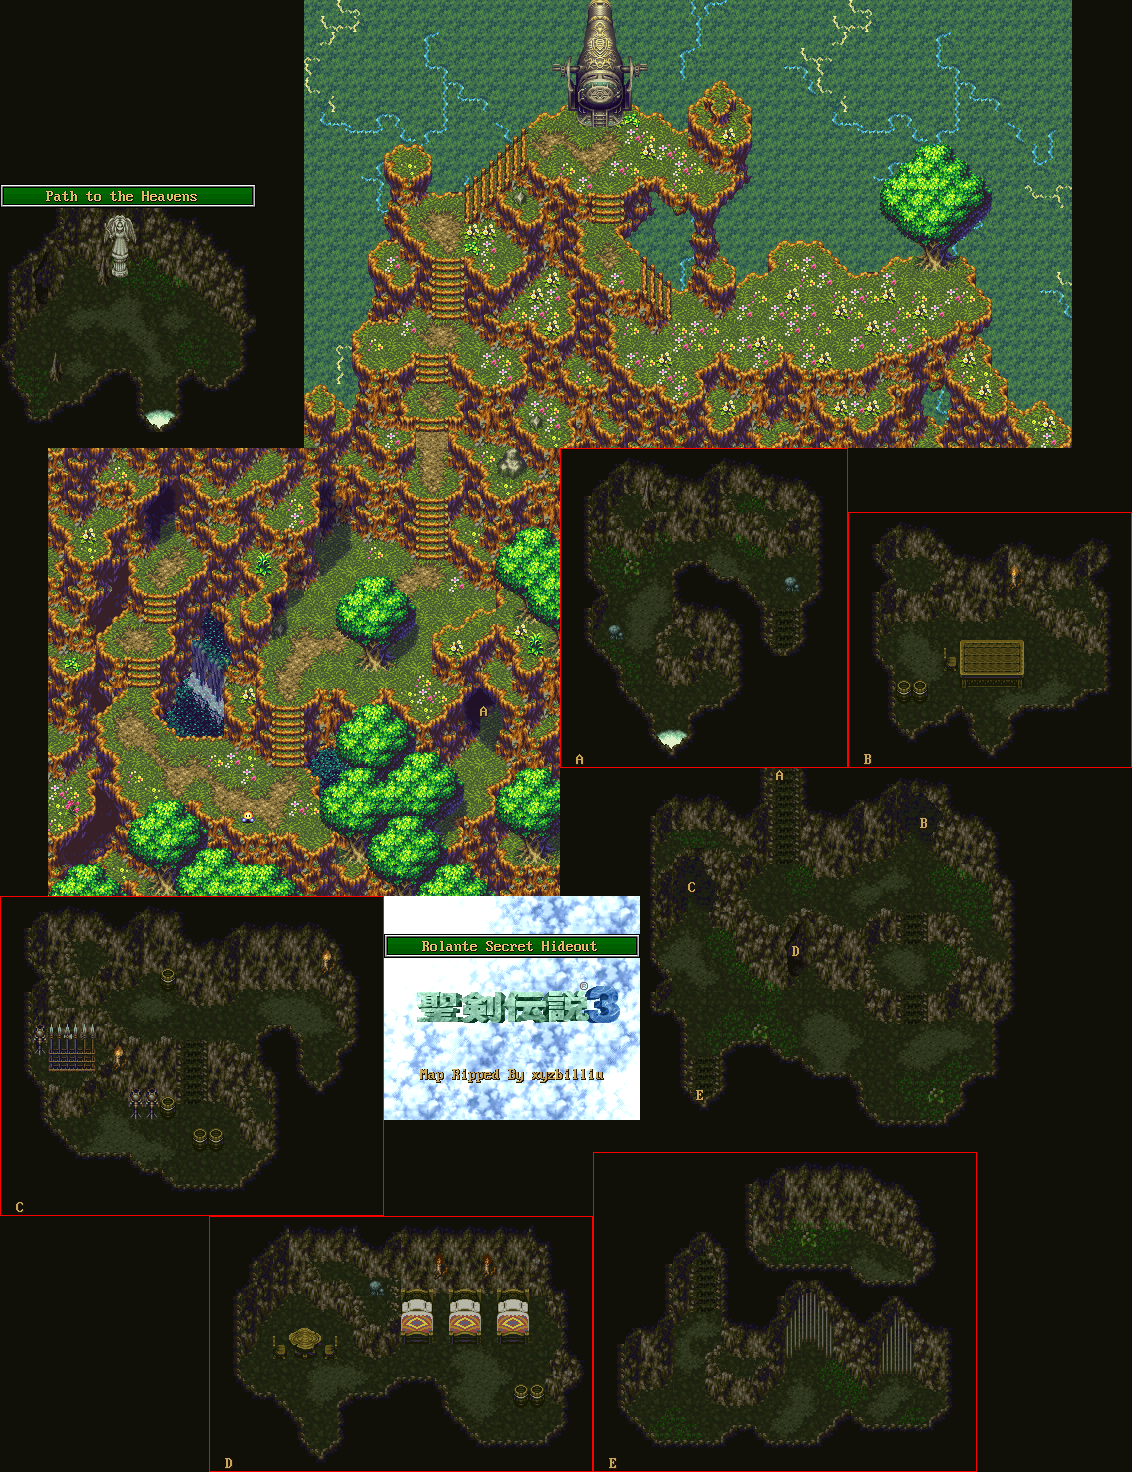 Path to the Heavens
A
A
B
A
B
C
D
E
Rolante Secret Hideout
聖剣伝説3®
Map Ripped By xyzbilliu
C
D
E